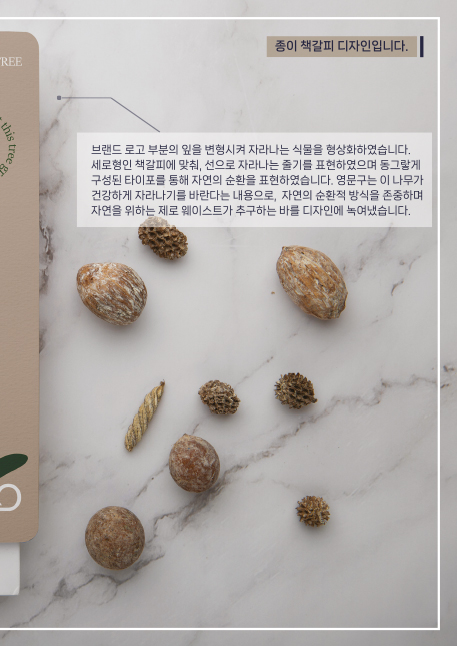 종이 책갈피 디자인입니다.
REE
this tree gr
브랜드 로고 부분의 잎을 변형시켜 자라나는 식물을 형상화하였습니다.
세로형인 책갈피에 맞춰, 선으로 자라나는 줄기를 표현하였으며 동그랗게
구성된 타이포를 통해 자연의 순환을 표현하였습니다. 영문구는 이 나무가
건강하게 자라나기를 바란다는 내용으로, 자연의 순환적 방식을 존중하며
자연을 위하는 제로 웨이스트가 추구하는 바를 디자인에 녹여냈습니다.